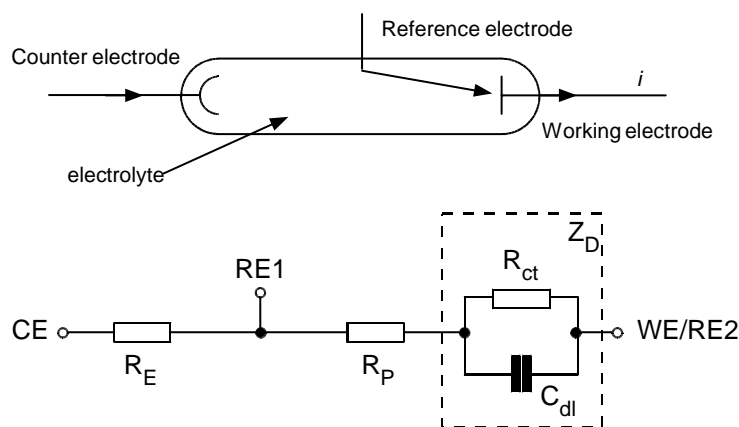 Reference electrode
Counter electrode
i
Working electrode
electrolyte
Z_D
R_ct
RE1
CE
WE/RE2
R_E
R_P
C_dl